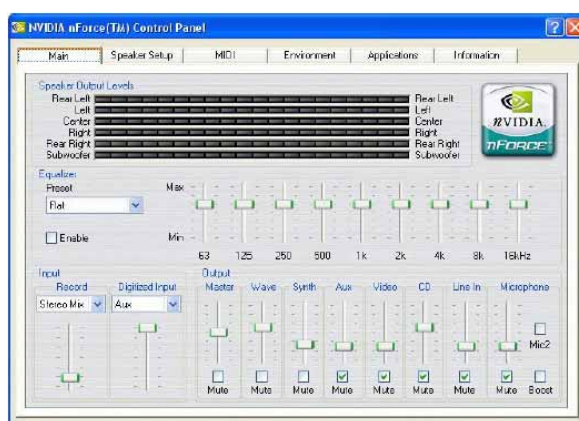 NVIDIA nForce(TM) Control Panel
Main Speaker Setup MIDI Environment Applications Information
Speaker Output Levels
Rear Left Rear Left
Left Left
Center Center
Right Right
Rear Right Rear Right
Subwoofer Subwoofer
NVIDIA.
nFORCE
Equalizer
Preset Max
Flat
Enable Min
63 125 250 500 1k 2k 4k 8k 16kHz
Input Output
Record Digitized Input Master Wave Synth Aux Video CD Line In Microphone
Stereo Mix Aux
Mic2
Mute Mute Mute Mute Mute Mute Mute Mute Boost